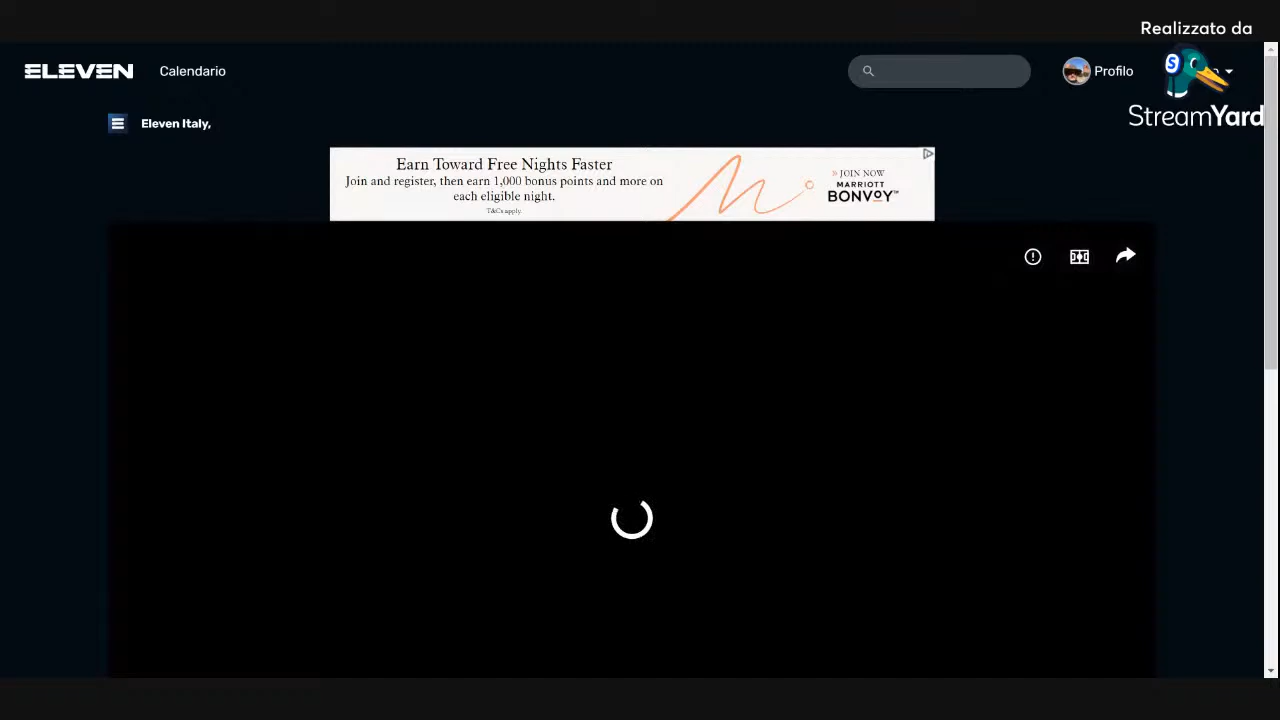 Realizzato da
ELEVEN
Calendario
Profilo
S
StreamYard
Eleven Italy,
Earn Toward Free Nights Faster
Join and register, then earn 1,000 bonus points and more on
each eligible night.
T&Cs apply.
» JOIN NOW
MARRIOTT
BONVOY™